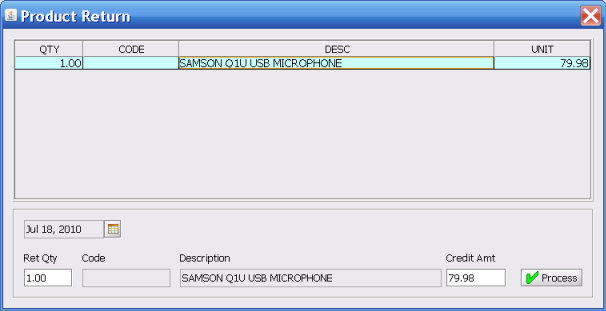 Product Return
QTY CODE DESC UNIT
1.00 SAMSON Q1U USB MICROPHONE 79.98
Jul 18, 2010
Ret Qty Code Description Credit Amt
1.00 SAMSON Q1U USB MICROPHONE 79.98 Process